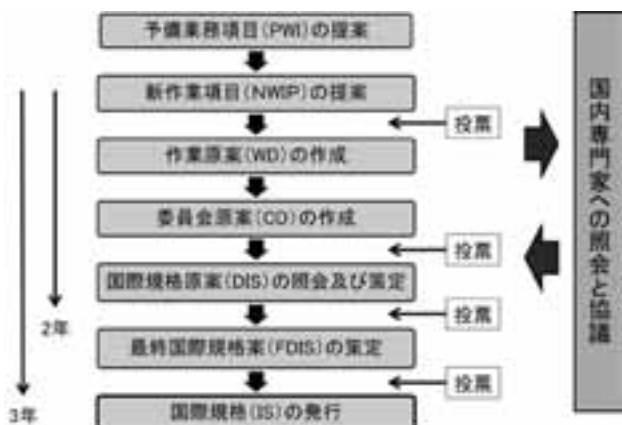 予備業務項目(PWI)の提案
新作業項目(NWIP)の提案
投票
作業原案(WD)の作成
委員会原案(CD)の作成
投票
国際規格原案(DIS)の照会及び策定
投票
2年
最終国際規格案(FDIS)の策定
投票
3年
国際規格(IS)の発行
国内専門家への照会と協議